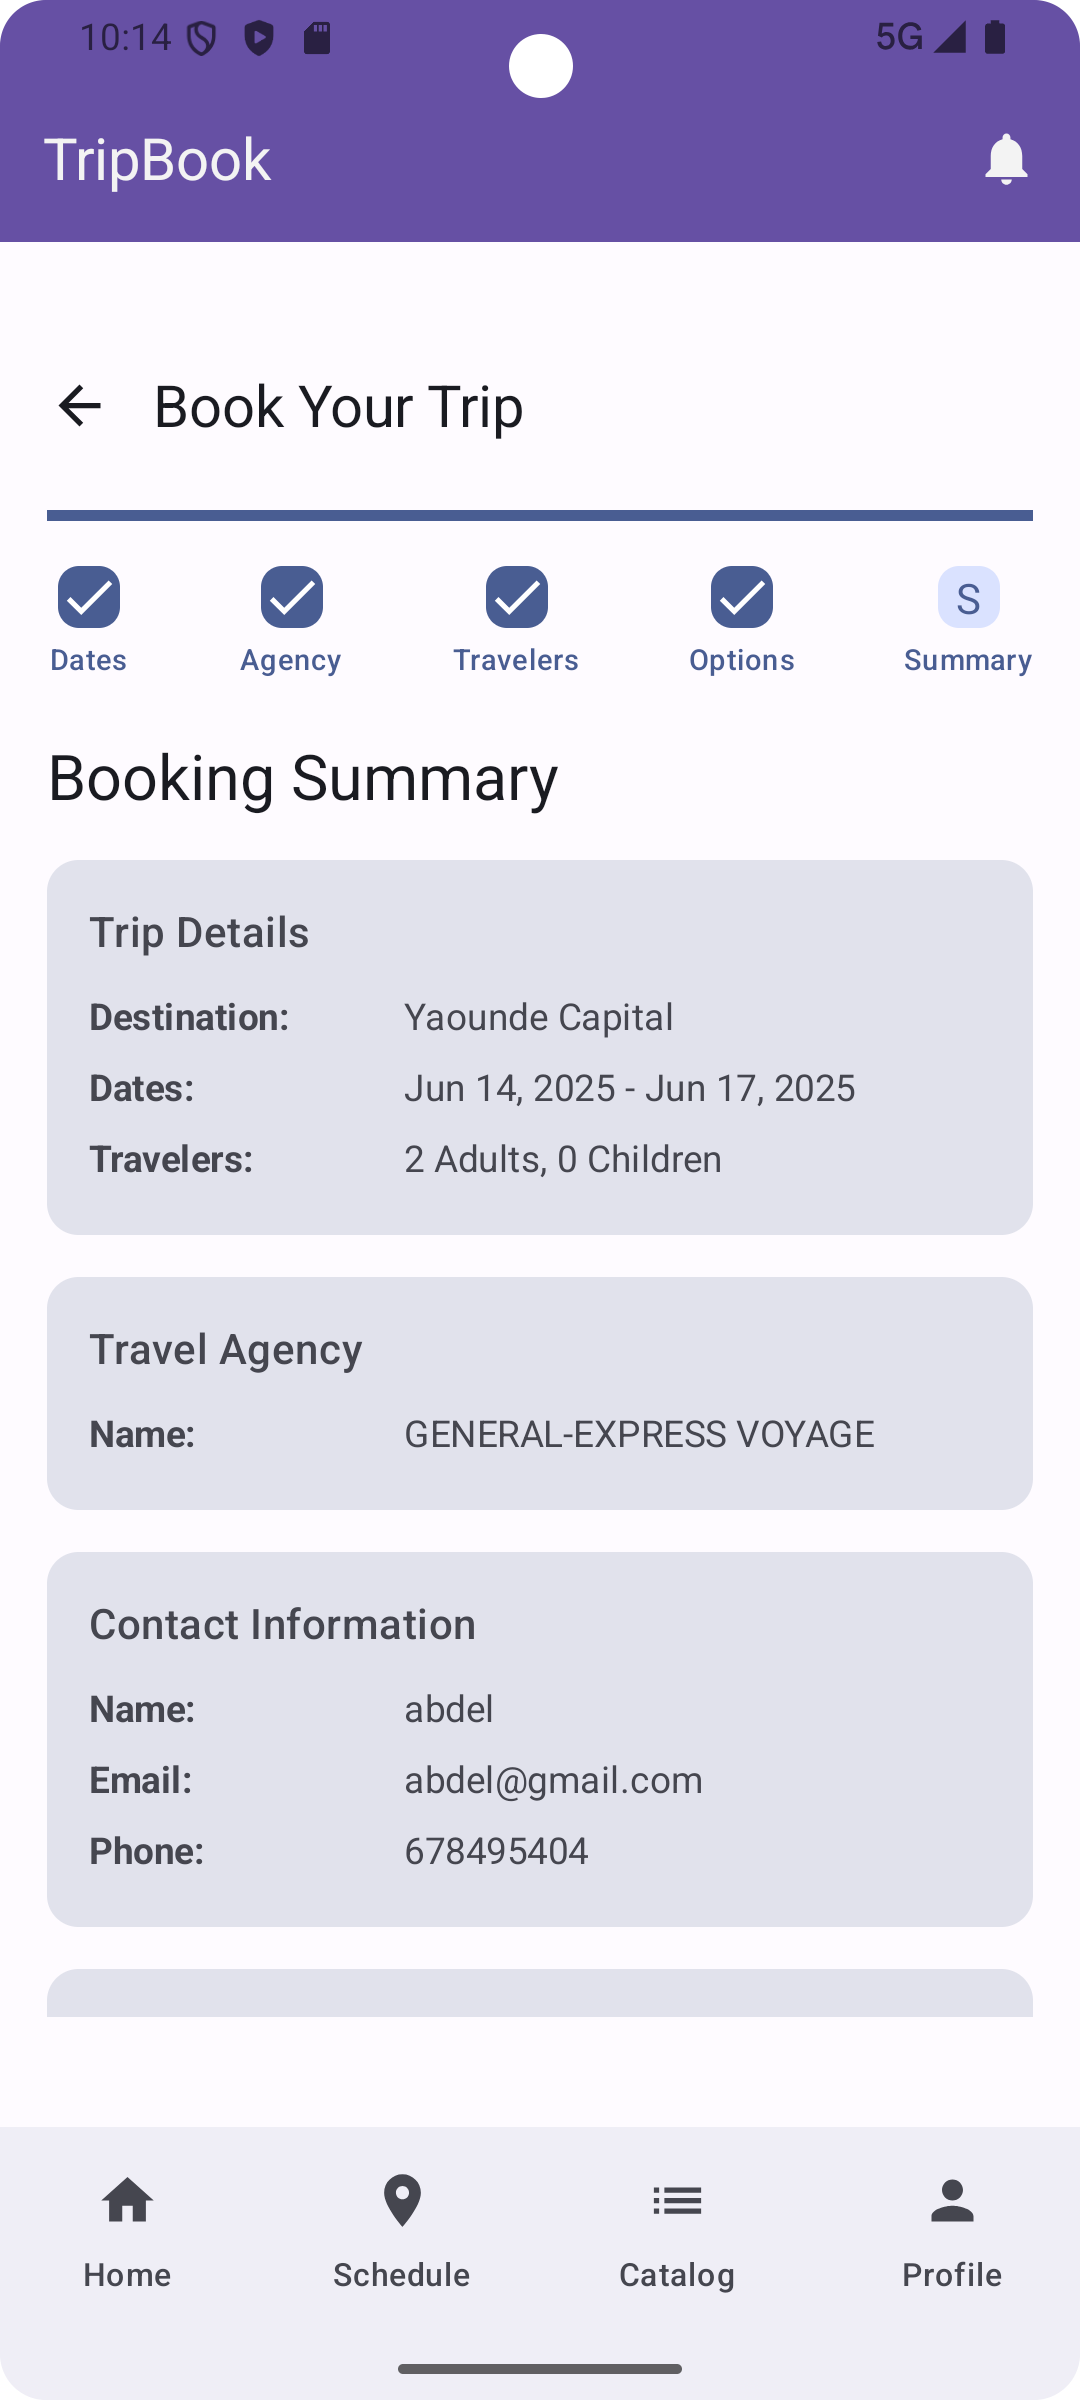 10:14 5G
TripBook
Book Your Trip
Dates Agency Travelers Options S Summary
Booking Summary
Trip Details
Destination: Yaounde Capital
Dates: Jun 14, 2025 - Jun 17, 2025
Travelers: 2 Adults, 0 Children
Travel Agency
Name: GENERAL-EXPRESS VOYAGE
Contact Information
Name: abdel
Email: abdel@gmail.com
Phone: 678495404
Home Schedule Catalog Profile